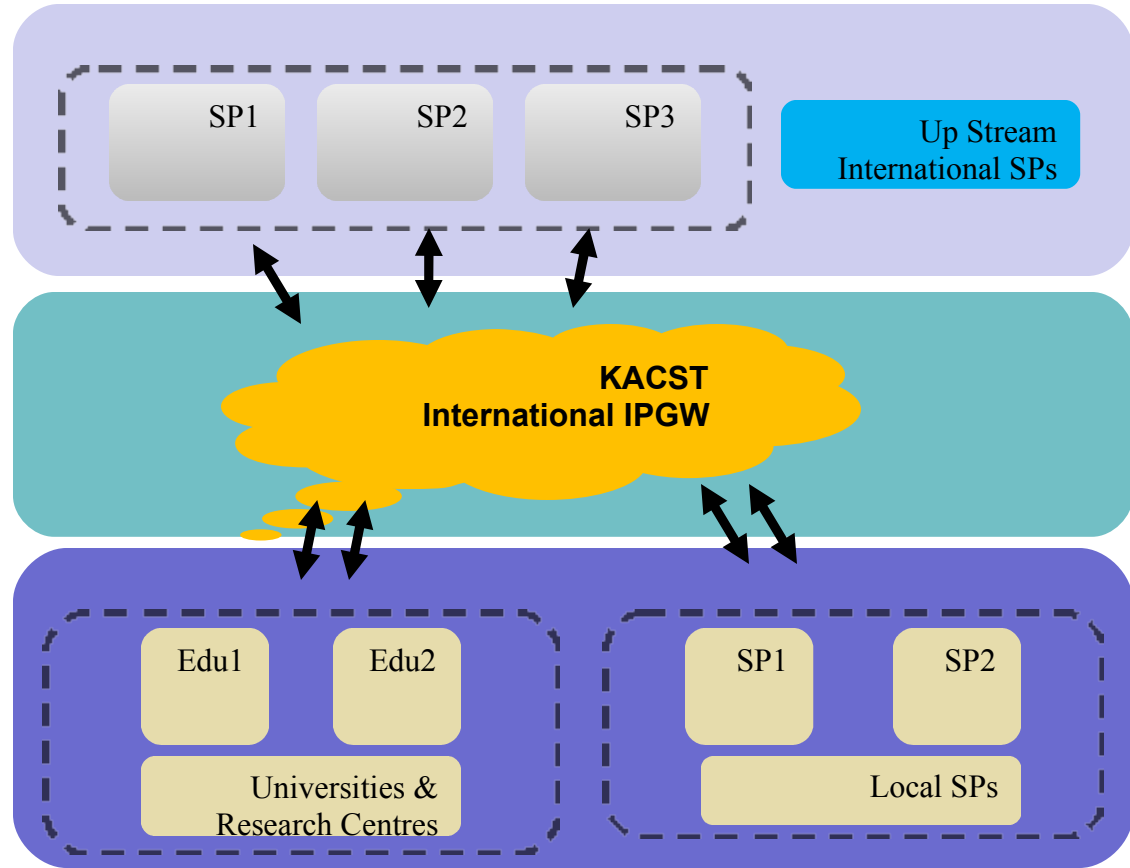 SP1
SP2
SP3
Up Stream
International SPs
KACST
International IPGW
Edu1
Edu2
Universities &
Research Centres
SP1
SP2
Local SPs